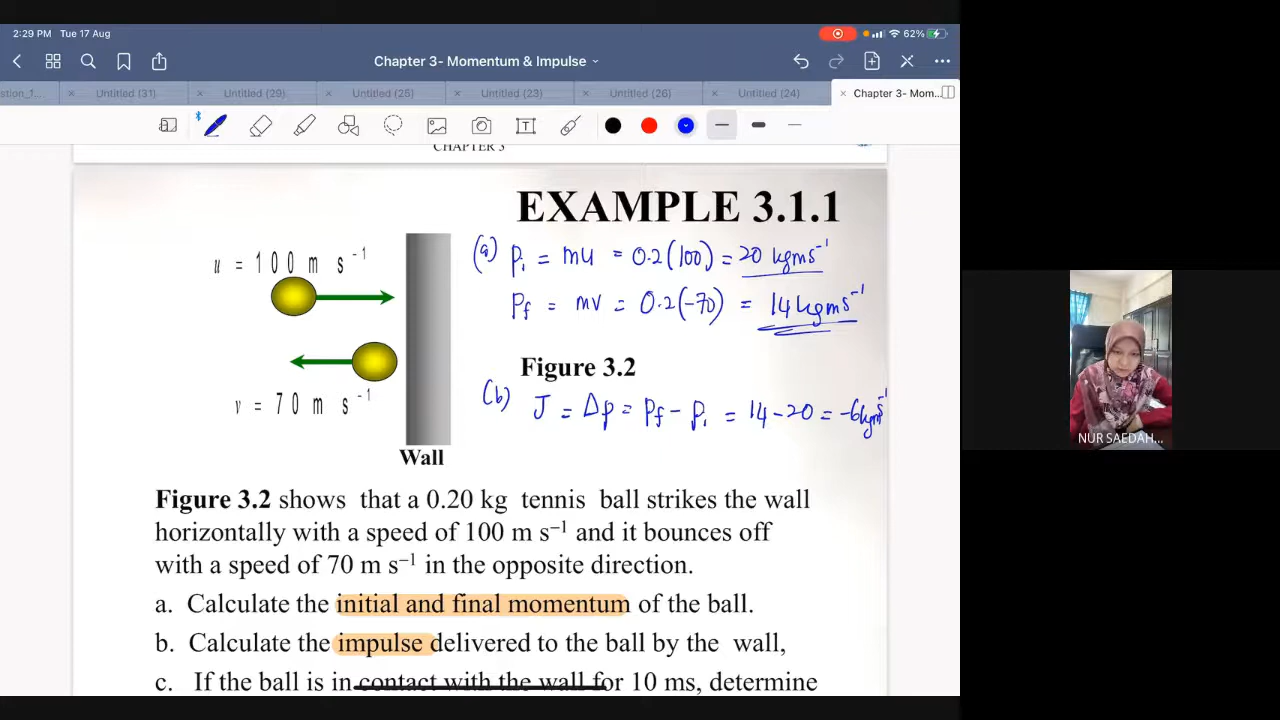 2:29 PM Tue 17 Aug
62%
Chapter 3- Momentum & Impulse
stion_1...
Untitled (31)
Untitled (29)
Untitled (25)
Untitled (23)
Untitled (26)
Untitled (24)
Chapter 3- Mom...
CHAPTER 3
EXAMPLE 3.1.1
u = 100 m s⁻¹
(a) Pᵢ = mu = 0.2(100) = 20 kgms⁻¹
Pf = mv = 0.2(-70) = 14 kgms⁻¹
Figure 3.2
v = 70 m s⁻¹
(b) J = Δp = Pf - Pᵢ = 14 - 20 = -6kgms⁻¹
Wall
Figure 3.2 shows that a 0.20 kg tennis ball strikes the wall
horizontally with a speed of 100 m s⁻¹ and it bounces off
with a speed of 70 m s⁻¹ in the opposite direction.
a. Calculate the initial and final momentum of the ball.
b. Calculate the impulse delivered to the ball by the wall,
c. If the ball is in contact with the wall for 10 ms, determine
NUR SAEDAH...